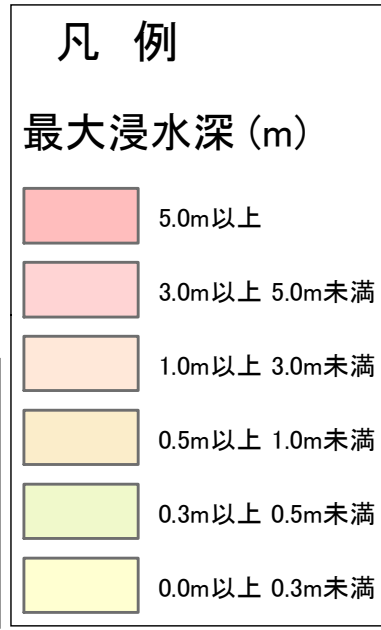 凡 例
最大浸水深(m)
5.0m以上
3.0m以上 5.0m未満
1.0m以上 3.0m未満
0.5m以上 1.0m未満
0.3m以上 0.5m未満
0.0m以上 0.3m未満